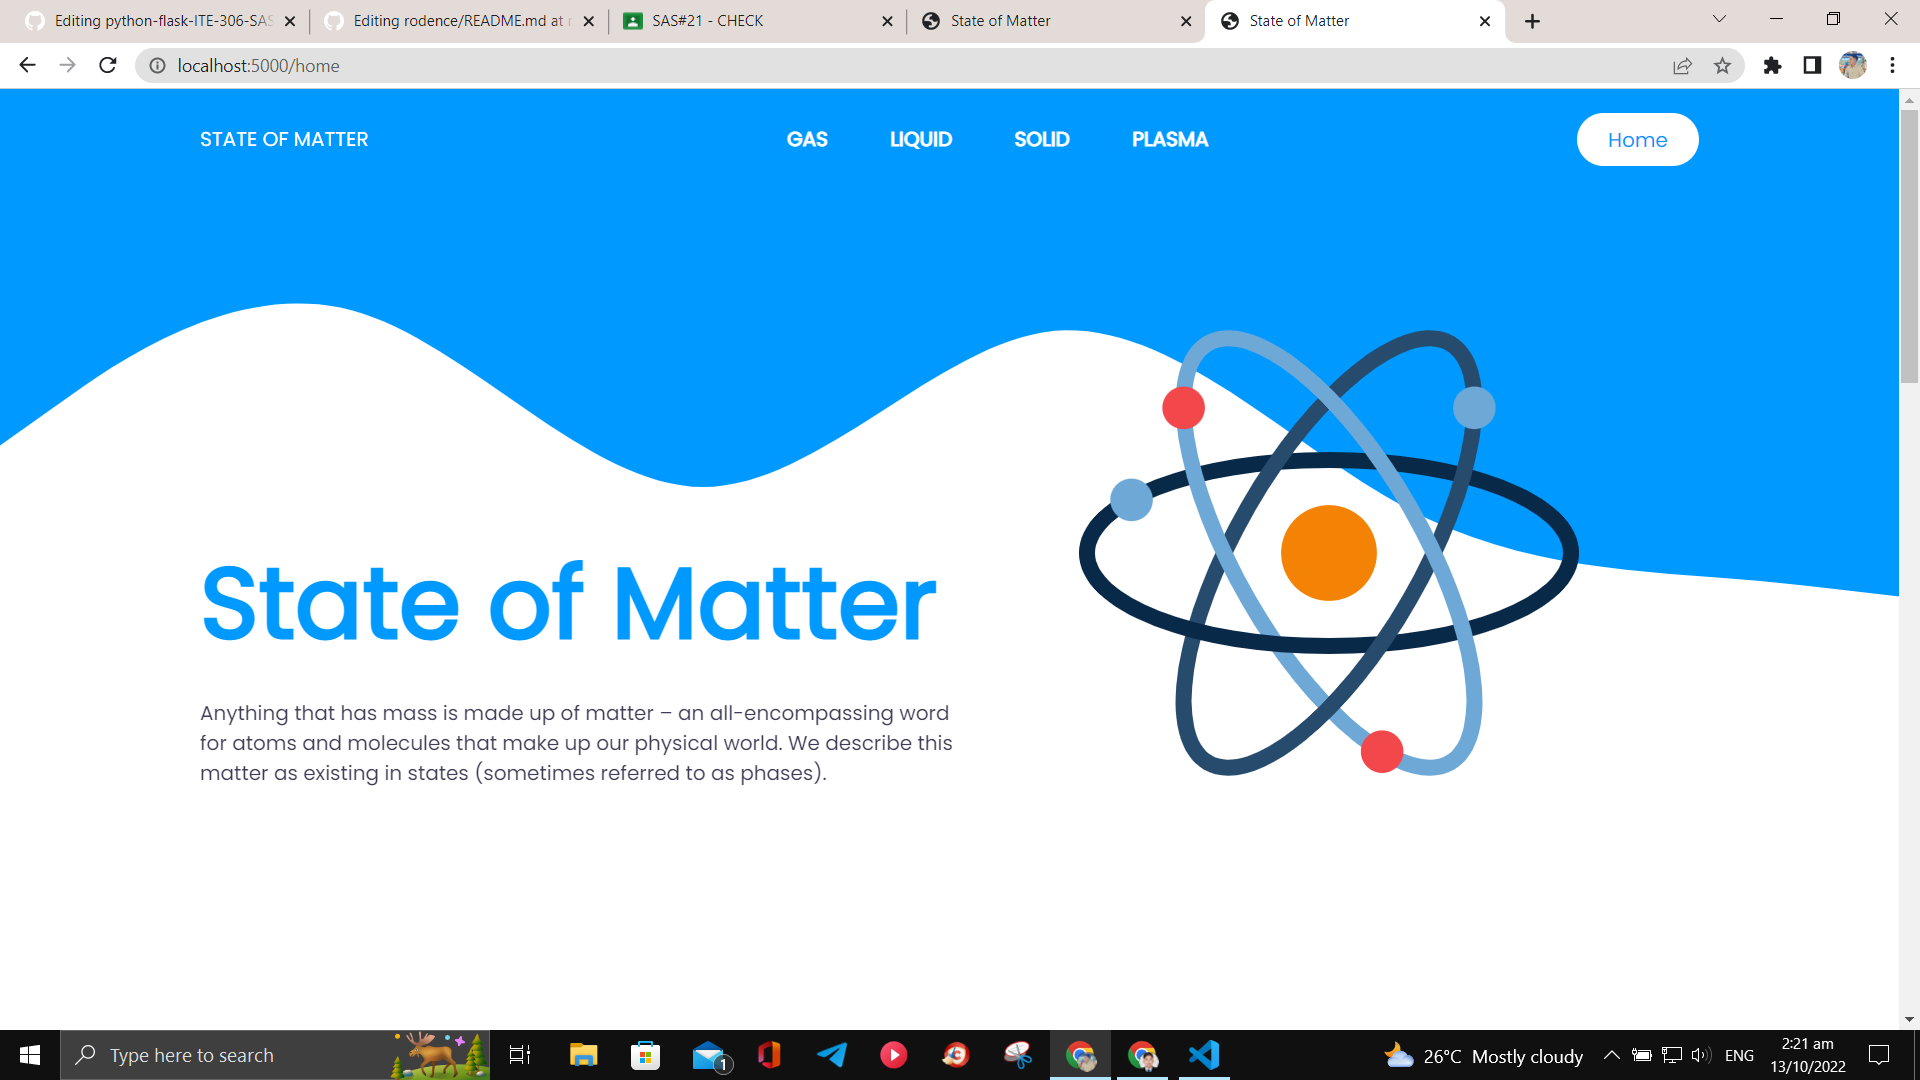 Editing python-flask-ITE-306-SAS
Editing rodence/README.md at
SAS#21 - CHECK
State of Matter
State of Matter
localhost:5000/home
STATE OF MATTER
GAS
LIQUID
SOLID
PLASMA
Home
State of Matter
Anything that has mass is made up of matter – an all-encompassing word
for atoms and molecules that make up our physical world. We describe this
matter as existing in states (sometimes referred to as phases).
Type here to search
1
26°C Mostly cloudy
ENG
2:21 am
13/10/2022